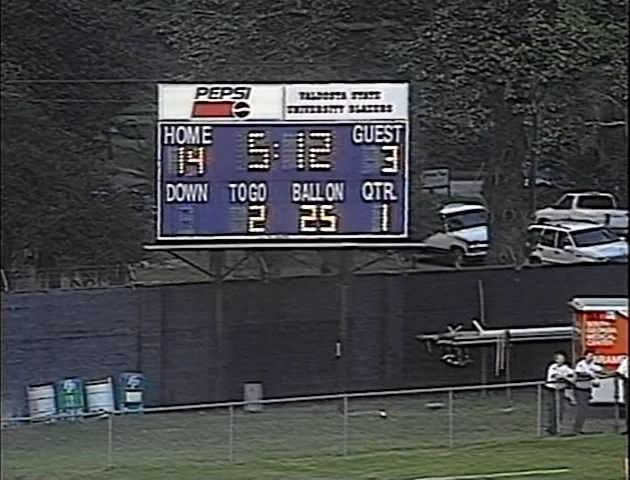 PEPSI
VALDOSTA STATE
UNIVERSITY BLAZERS
HOME 5:12 GUEST
14 3
DOWN TO GO BALL ON QTR.
2 25 1